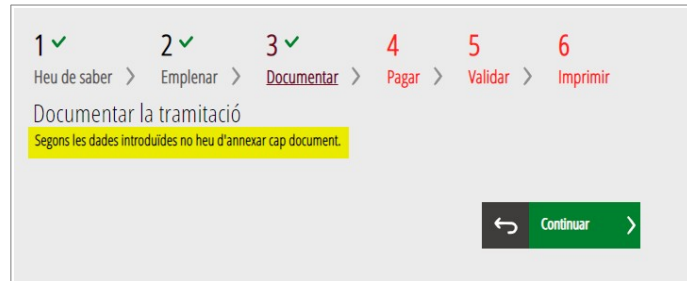 1 2 3 4 5 6
Heu de saber Emplenar Documentar Pagar Validar Imprimir
Documentar la tramitació
Segons les dades introduïdes no heu d'annexar cap document.
Continuar